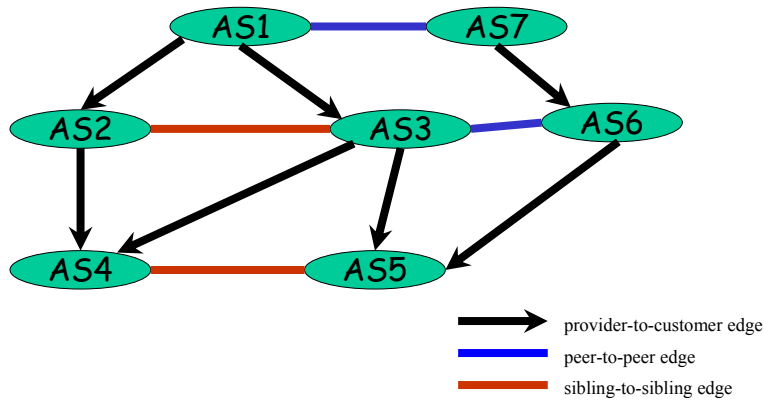 AS1
AS7
AS2
AS3
AS6
AS4
AS5
provider-to-customer edge
peer-to-peer edge
sibling-to-sibling edge